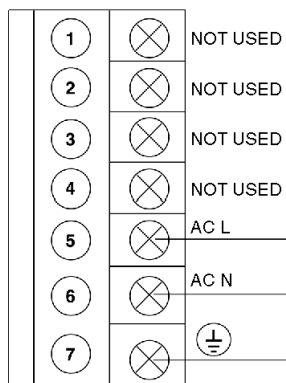 1 NOT USED
2 NOT USED
3 NOT USED
4 NOT USED
5 AC L
6 AC N
7